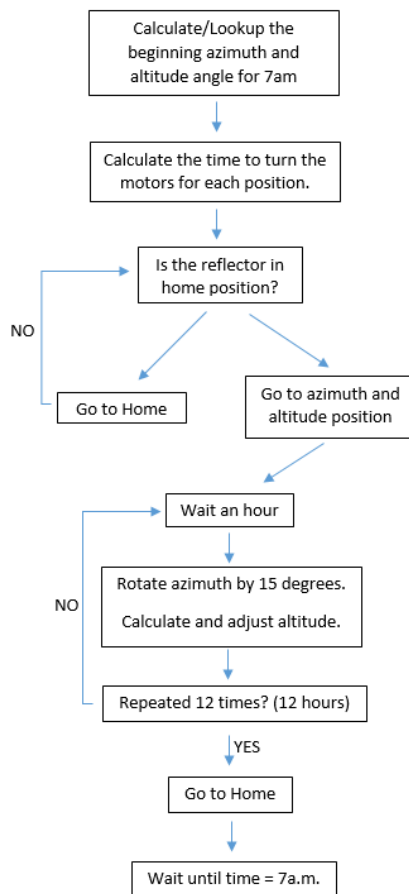 Calculate/Lookup the
beginning azimuth and
altitude angle for 7am
Calculate the time to turn the
motors for each position.
Is the reflector in
home position?
NO
Go to Home
Go to azimuth and
altitude position
Wait an hour
Rotate azimuth by 15 degrees.
Calculate and adjust altitude.
NO
Repeated 12 times? (12 hours)
YES
Go to Home
Wait until time = 7a.m.